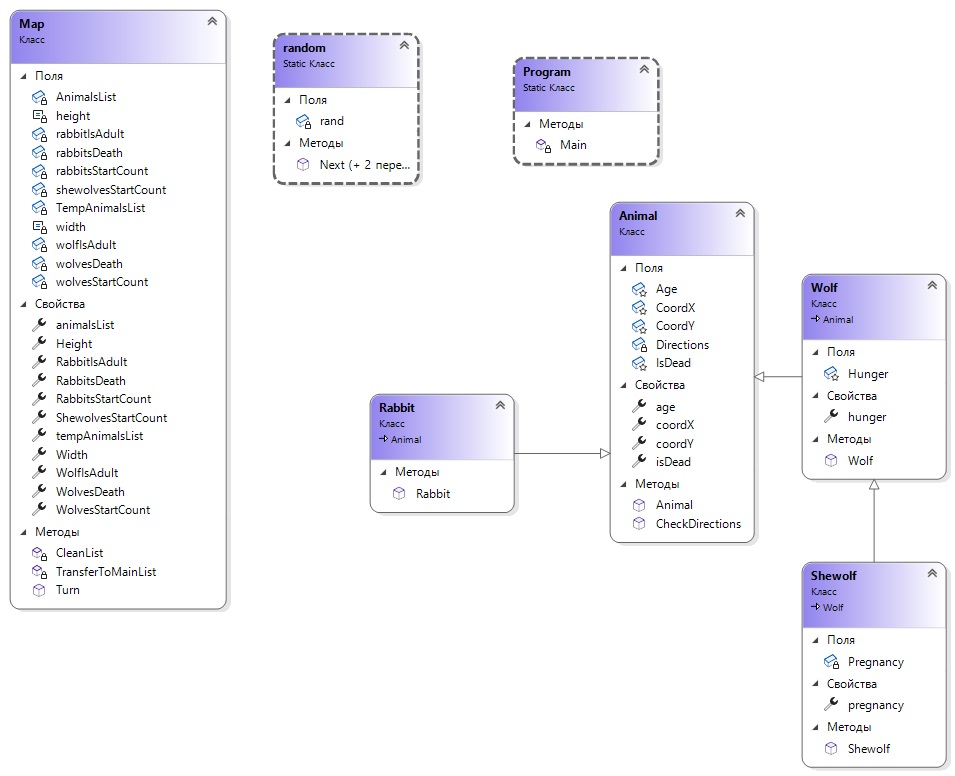 Map
Класс
Поля
AnimalsList
height
rabbitIsAdult
rabbitsDeath
rabbitsStartCount
shewolvesStartCount
TempAnimalsList
width
wolfIsAdult
wolvesDeath
wolvesStartCount
Свойства
animalsList
Height
RabbitIsAdult
RabbitsDeath
RabbitsStartCount
ShewolvesStartCount
tempAnimalsList
Width
WolfIsAdult
WolvesDeath
WolvesStartCount
Методы
CleanList
TransferToMainList
Turn
random
Static Класс
Поля
rand
Методы
Next (+ 2 пере...
Program
Static Класс
Методы
Main
Animal
Класс
Поля
Age
CoordX
CoordY
Directions
IsDead
Свойства
age
coordX
coordY
isDead
Методы
Animal
CheckDirections
Rabbit
Класс
Animal
Методы
Rabbit
Wolf
Класс
Animal
Поля
Hunger
Свойства
hunger
Методы
Wolf
Shewolf
Класс
Wolf
Поля
Pregnancy
Свойства
pregnancy
Методы
Shewolf